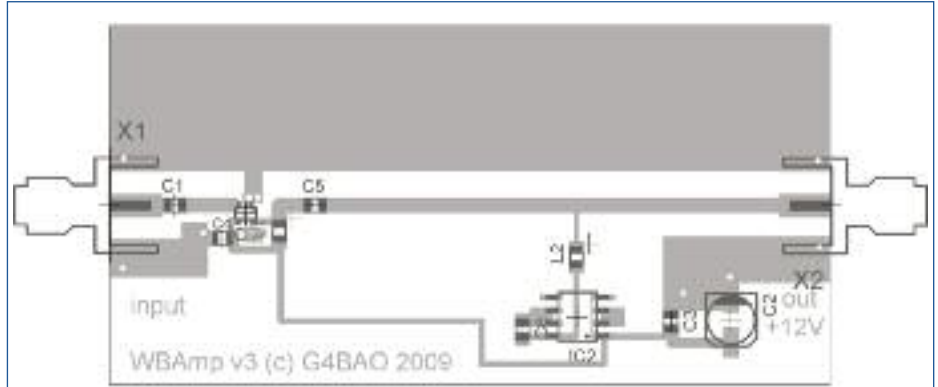 X1
C1
C5
L2
C3
C2
X2
input
out
+12V
IC2
WBAmp v3 (c) G4BAO 2009